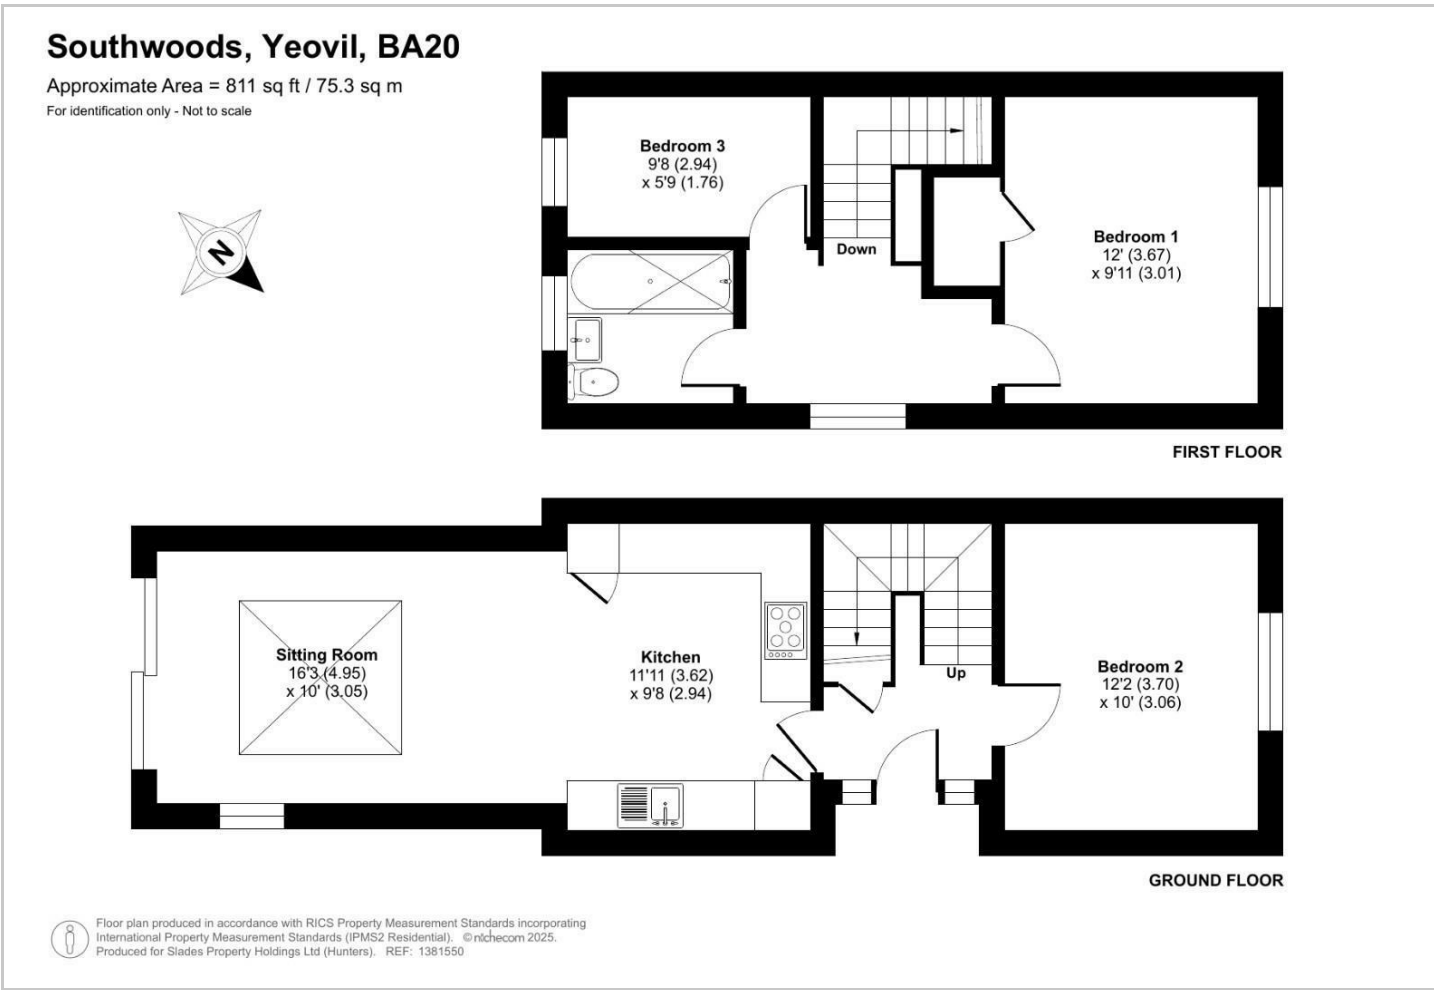 Southwoods, Yeovil, BA20
Approximate Area = 811 sq ft / 75.3 sq m
For identification only - Not to scale
N
Bedroom 3
9'8 (2.94)
x 5'9 (1.76)
Down
Bedroom 1
12' (3.67)
x 9'11 (3.01)
FIRST FLOOR
Sitting Room
16'3 (4.95)
x 10' (3.05)
Kitchen
11'11 (3.62)
x 9'8 (2.94)
Up
Bedroom 2
12'2 (3.70)
x 10' (3.06)
GROUND FLOOR
Floor plan produced in accordance with RICS Property Measurement Standards incorporating
International Property Measurement Standards (IPMS2 Residential). © nichecom 2025.
Produced for Slades Property Holdings Ltd (Hunters). REF: 1381550